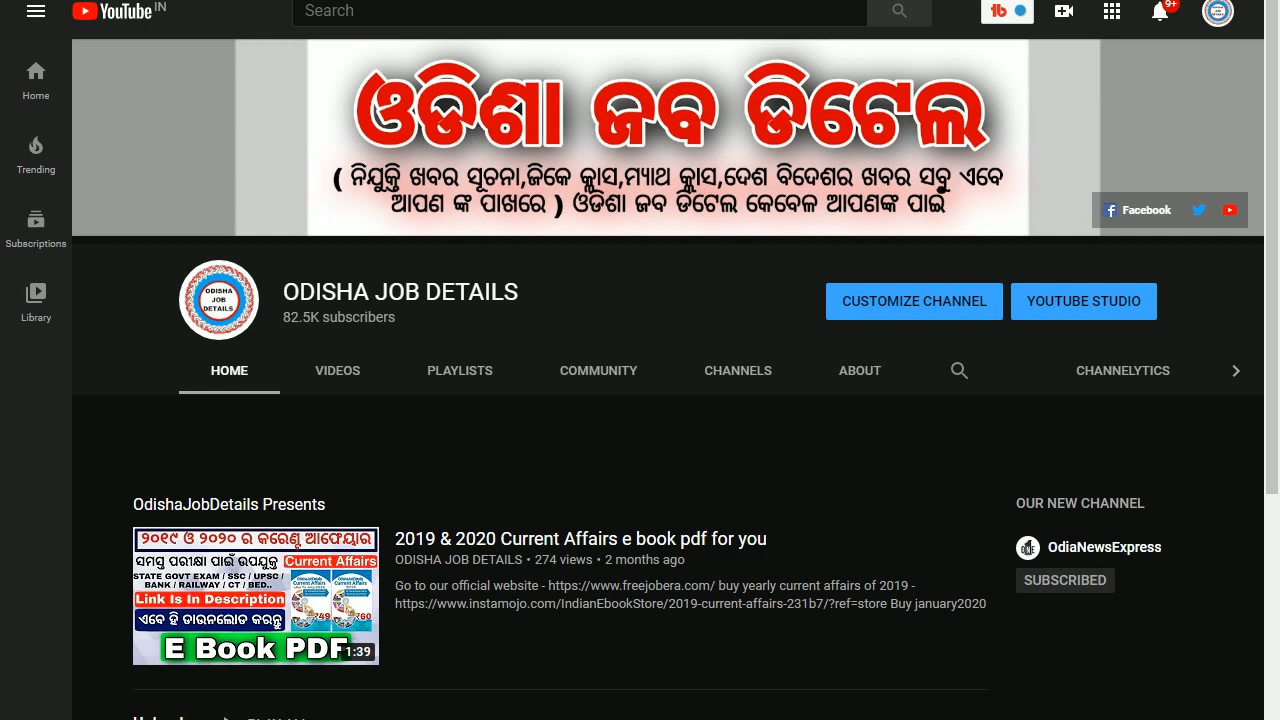 YouTube IN
Search
9+
Home
Trending
Subscriptions
Library
ଓଡିଶା ଜବ ଡିଟେଲ
( ନିଯୁକ୍ତି ଖବର ସୂଚନା,ଜିକେ କ୍ଲାସ,ମ୍ୟାଥ କ୍ଲାସ,ଦେଶ ବିଦେଶର ଖବର ସବୁ ଏବେ
ଆପଣ ଙ୍କ ପାଖରେ ) ଓଡିଶା ଜବ ଡିଟେଲ କେବେଳ ଆପଣଙ୍କ ପାଇଁ
Facebook
ODISHA
JOB
DETAILS
ODISHA JOB DETAILS
82.5K subscribers
CUSTOMIZE CHANNEL
YOUTUBE STUDIO
HOME VIDEOS PLAYLISTS COMMUNITY CHANNELS ABOUT CHANNELYTICS
OdishaJobDetails Presents
୨୦୧୯ ଓ ୨୦୨୦ ର କରେଣ୍ଟ ଆଫେୟାର
ସମସ୍ତ ପରୀକ୍ଷା ପାଇଁ ଉପଯୁକ୍ତ Current Affairs
STATE GOVT EXAM / SSC / UPSC /
BANK / RAILWAY / CT / BED..
Link Is In Description
ଏବେ ହିଁ ଡାଉନଲୋଡ କରନ୍ତୁ
₹49 ₹60
E Book PDF
1:39
2019 & 2020 Current Affairs e book pdf for you
ODISHA JOB DETAILS • 274 views • 2 months ago
Go to our official website - https://www.freejobera.com/ buy yearly current affairs of 2019 -
https://www.instamojo.com/IndianEbookStore/2019-current-affairs-231b7/?ref=store Buy january2020
OUR NEW CHANNEL
OdiaNewsExpress
SUBSCRIBED